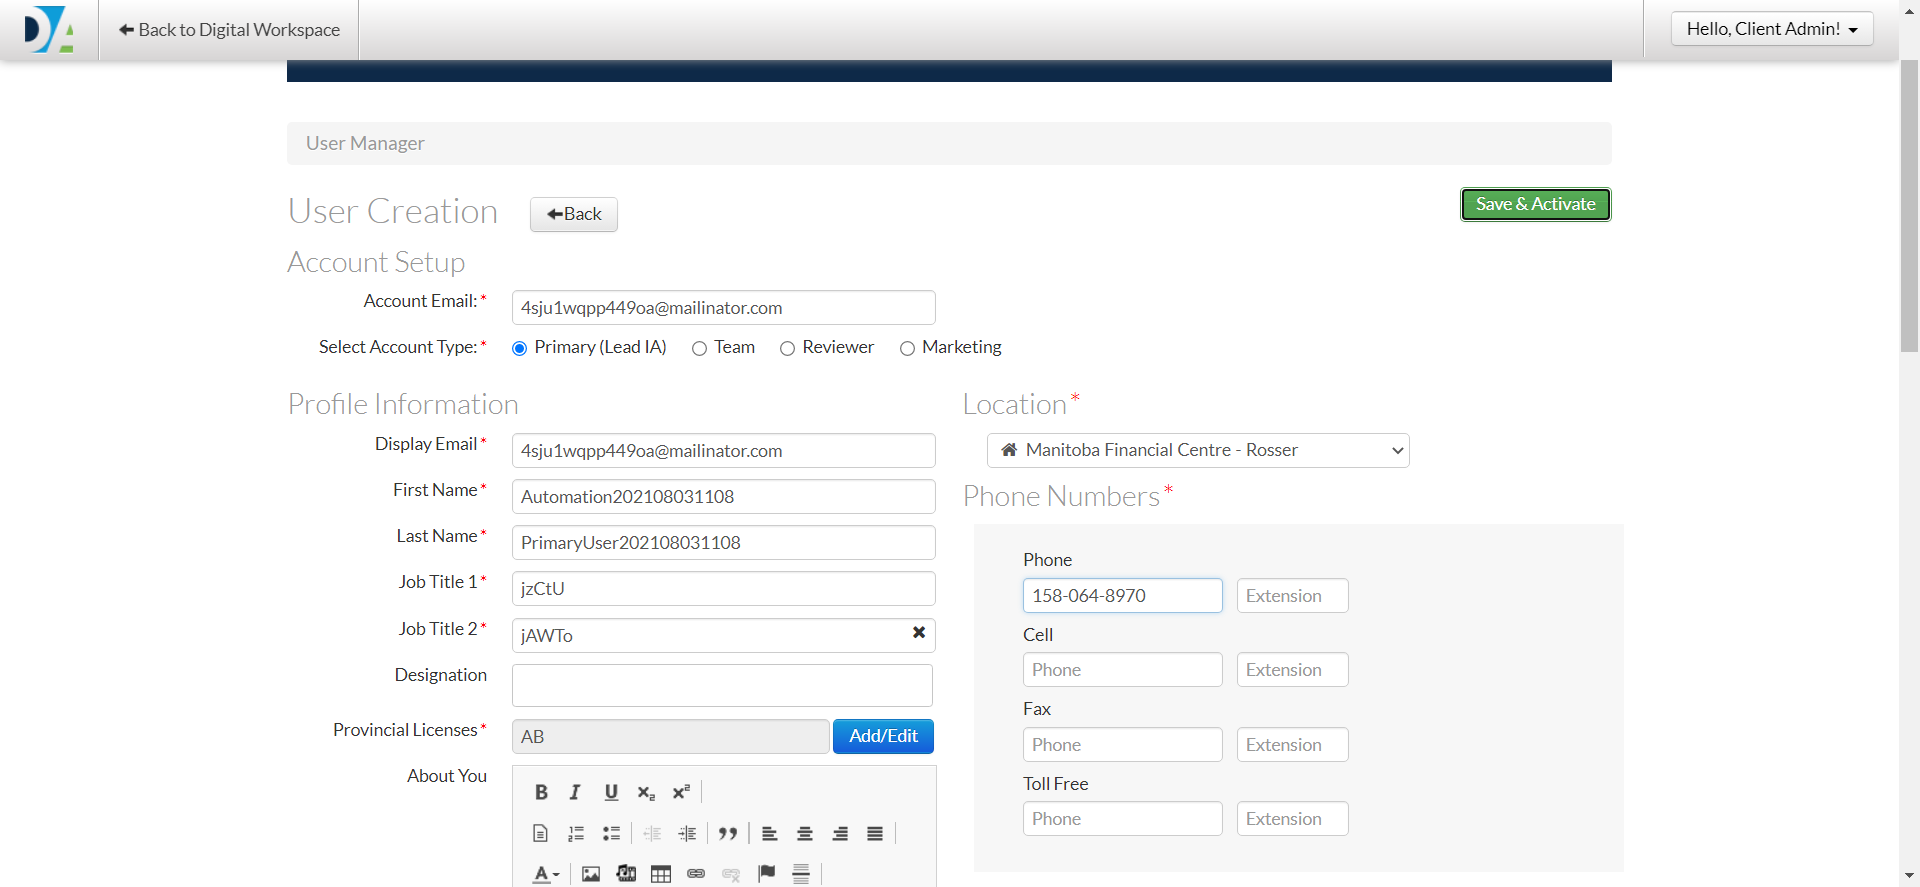 Back to Digital Workspace
Hello, Client Admin!
User Manager
User Creation
Back
Save & Activate
Account Setup
Account Email:*
4sju1wqpp449oa@mailinator.com
Select Account Type:*
Primary (Lead IA)
Team
Reviewer
Marketing
Profile Information
Display Email*
4sju1wqpp449oa@mailinator.com
First Name*
Automation202108031108
Last Name*
PrimaryUser202108031108
Job Title 1*
jzCtU
Job Title 2*
jAWTo
Designation
Provincial Licenses*
AB
Add/Edit
About You
B I U x₂ x²
A
Location*
Manitoba Financial Centre - Rosser
Phone Numbers*
Phone
158-064-8970
Extension
Cell
Phone
Extension
Fax
Phone
Extension
Toll Free
Phone
Extension